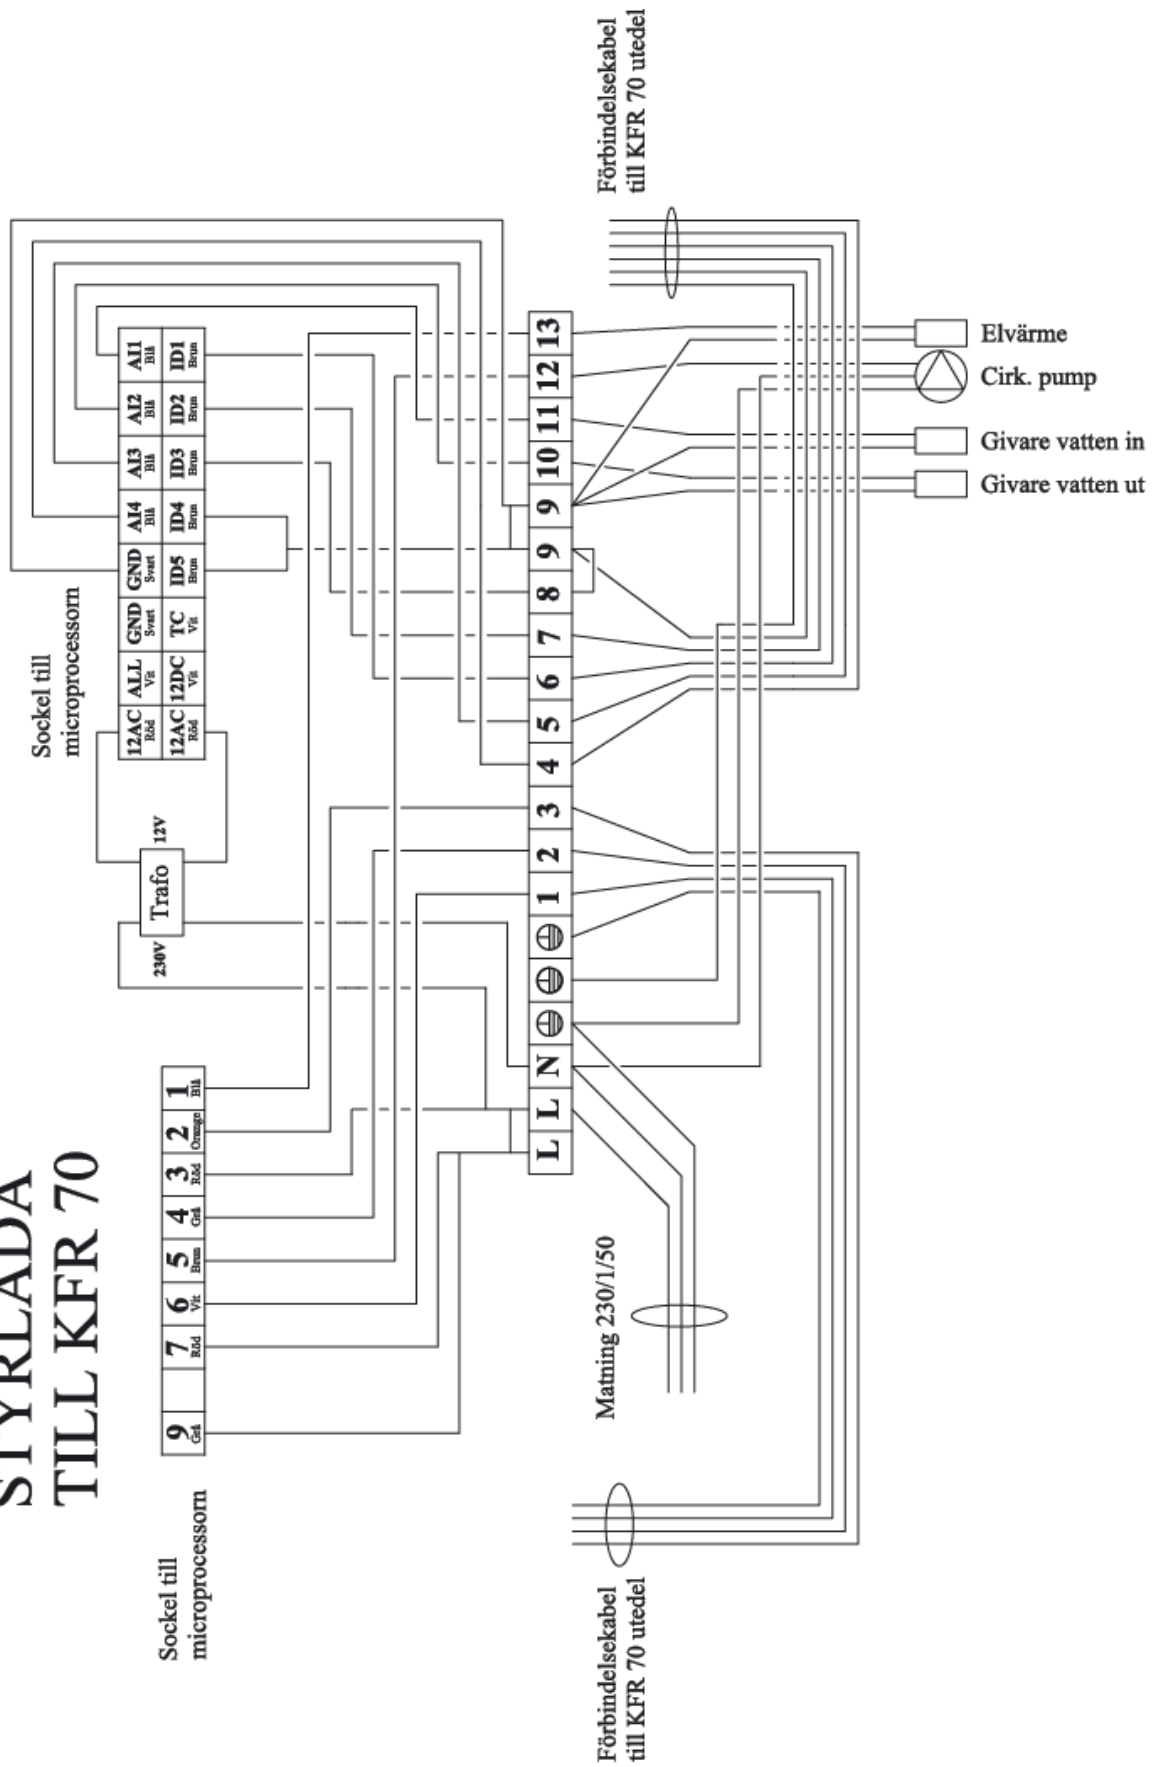 STYRLÅDA
TILL KFR 70
Sockel till
microprocessorn
9 Grå
7 Röd
6 Vit
5 Brun
4 Grå
3 Röd
2 Orange
1 Blå
230V Trafo 12V
Sockel till
microprocessorn
12AC Röd ALL Vit GND Svart GND Svart AI4 Blå AI3 Blå AI2 Blå AI1 Blå
12AC Röd 12DC Vit TC Vit ID5 Brun ID4 Brun ID3 Brun ID2 Brun ID1 Brun
L L N 1 2 3 4 5 6 7 8 9 9 10 11 12 13
Förbindelsekabel
till KFR 70 utedel
Matning 230/1/50
Förbindelsekabel
till KFR 70 utedel
Elvärme
Cirk. pump
Givare vatten in
Givare vatten ut